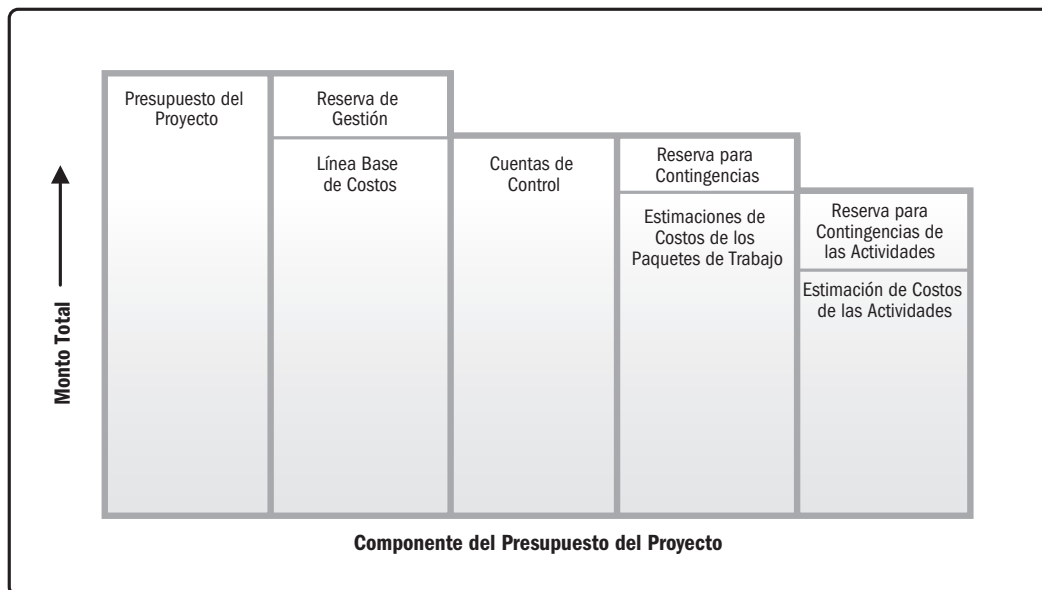 Presupuesto del
Proyecto
Reserva de
Gestión
Línea Base
de Costos
Cuentas de
Control
Reserva para
Contingencias
Estimaciones de
Costos de los
Paquetes de Trabajo
Reserva para
Contingencias de
las Actividades
Estimación de Costos
de las Actividades
Monto Total
Componente del Presupuesto del Proyecto